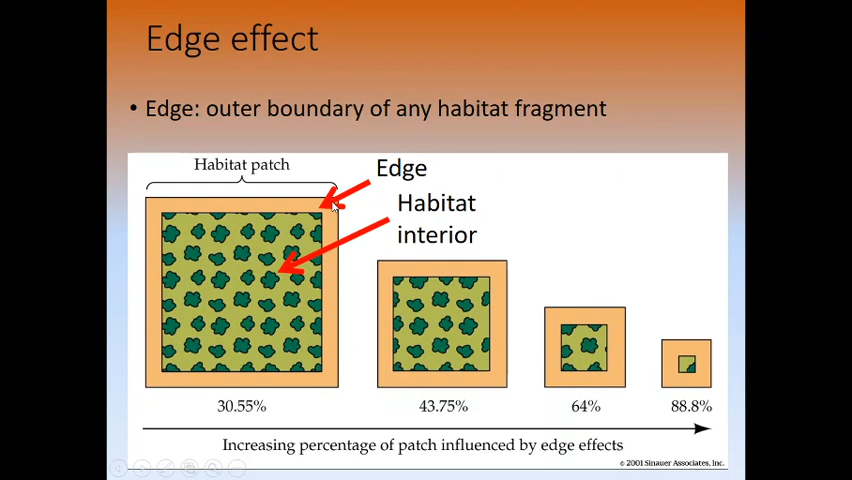 Edge effect
• Edge: outer boundary of any habitat fragment
Habitat patch
Edge
Habitat
interior
30.55%
43.75%
64%
88.8%
Increasing percentage of patch influenced by edge effects
© 2001 Sinauer Associates, Inc.